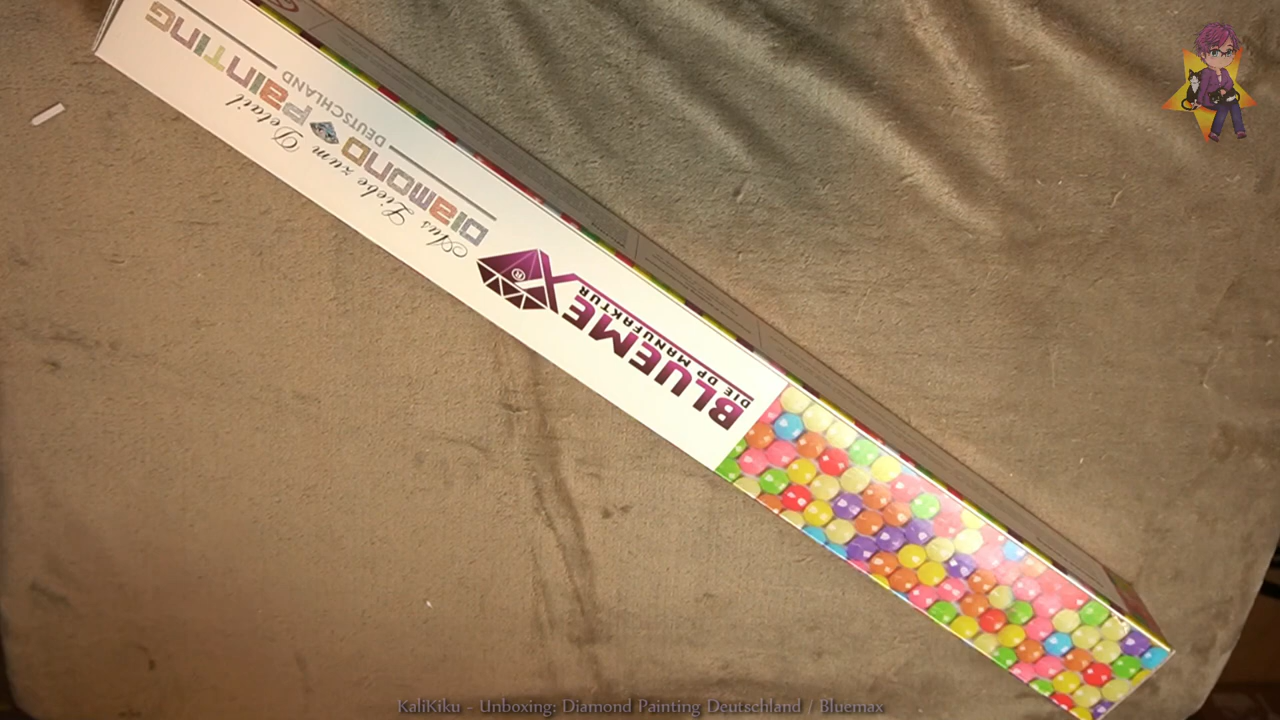 BLUEMEX
®
DIE DP MANUFAKTUR
DIAMOND PAINTING
DEUTSCHLAND
Aus Liebe zum Detail
KaliKiku - Unboxing: Diamond Painting Deutschland / Bluemax